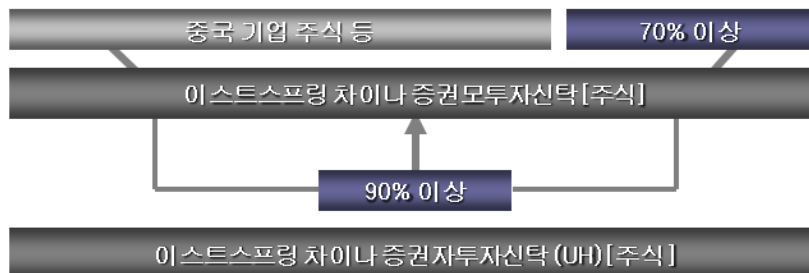 중국 기업 주식 등
70% 이상
이스트스프링 차이나 증권모투자신탁[주식]
90% 이상
이스트스프링 차이나 증권자투자신탁(UH)[주식]